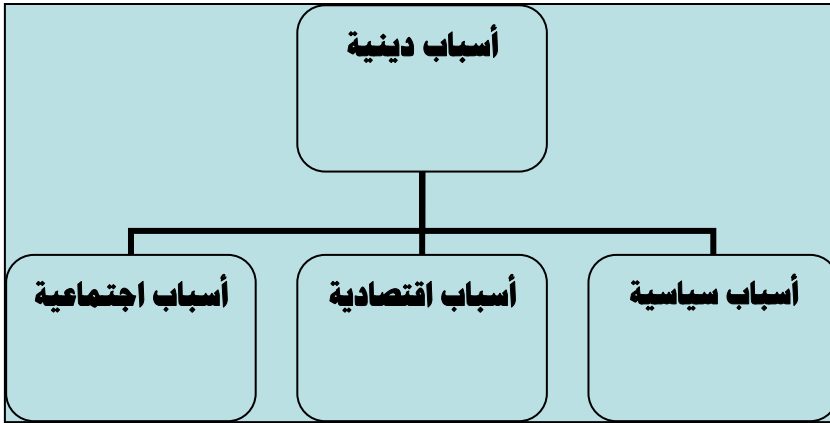 أسباب دينية
أسباب سياسية
أسباب اقتصادية
أسباب اجتماعية